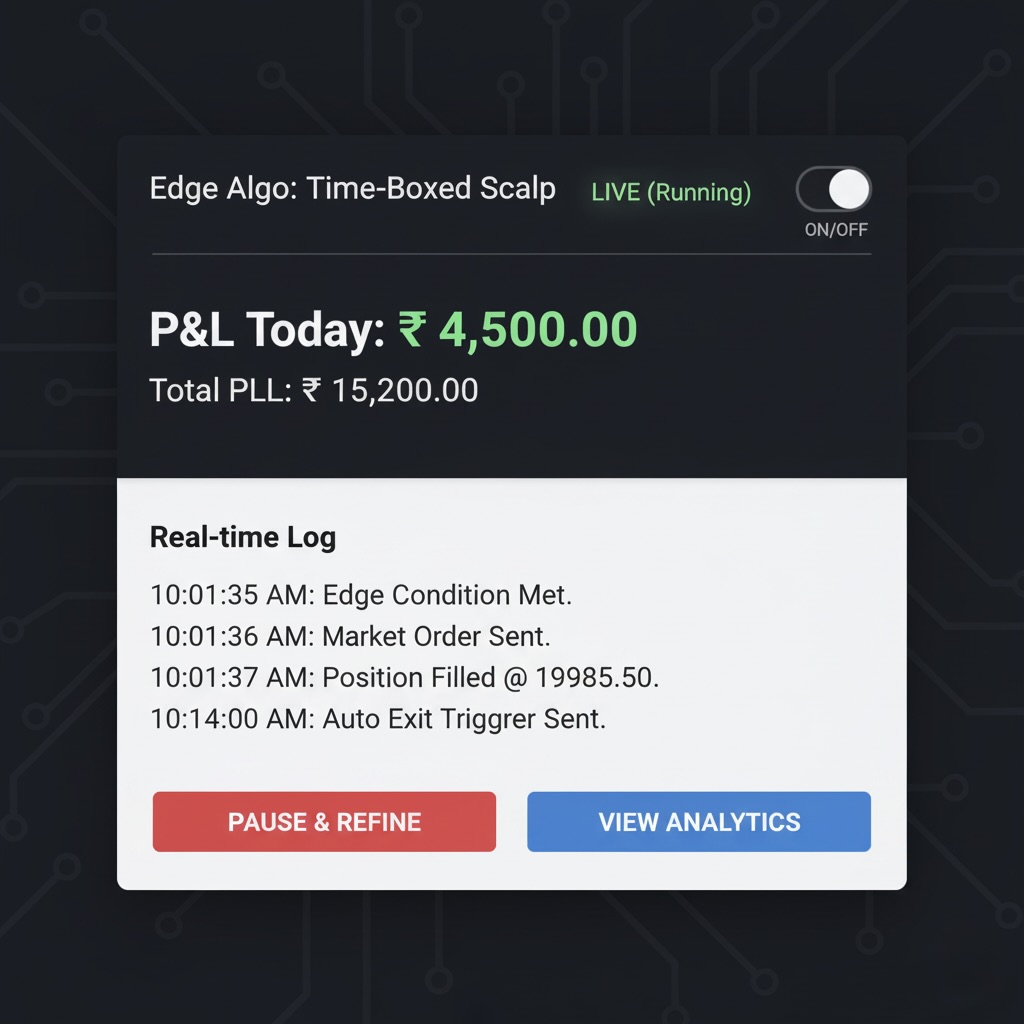 Edge Algo: Time-Boxed Scalp LIVE (Running)
ON/OFF
P&L Today: ₹ 4,500.00
Total PLL: ₹ 15,200.00
Real-time Log
10:01:35 AM: Edge Condition Met.
10:01:36 AM: Market Order Sent.
10:01:37 AM: Position Filled @ 19985.50.
10:14:00 AM: Auto Exit Triggrer Sent.
PAUSE & REFINE VIEW ANALYTICS